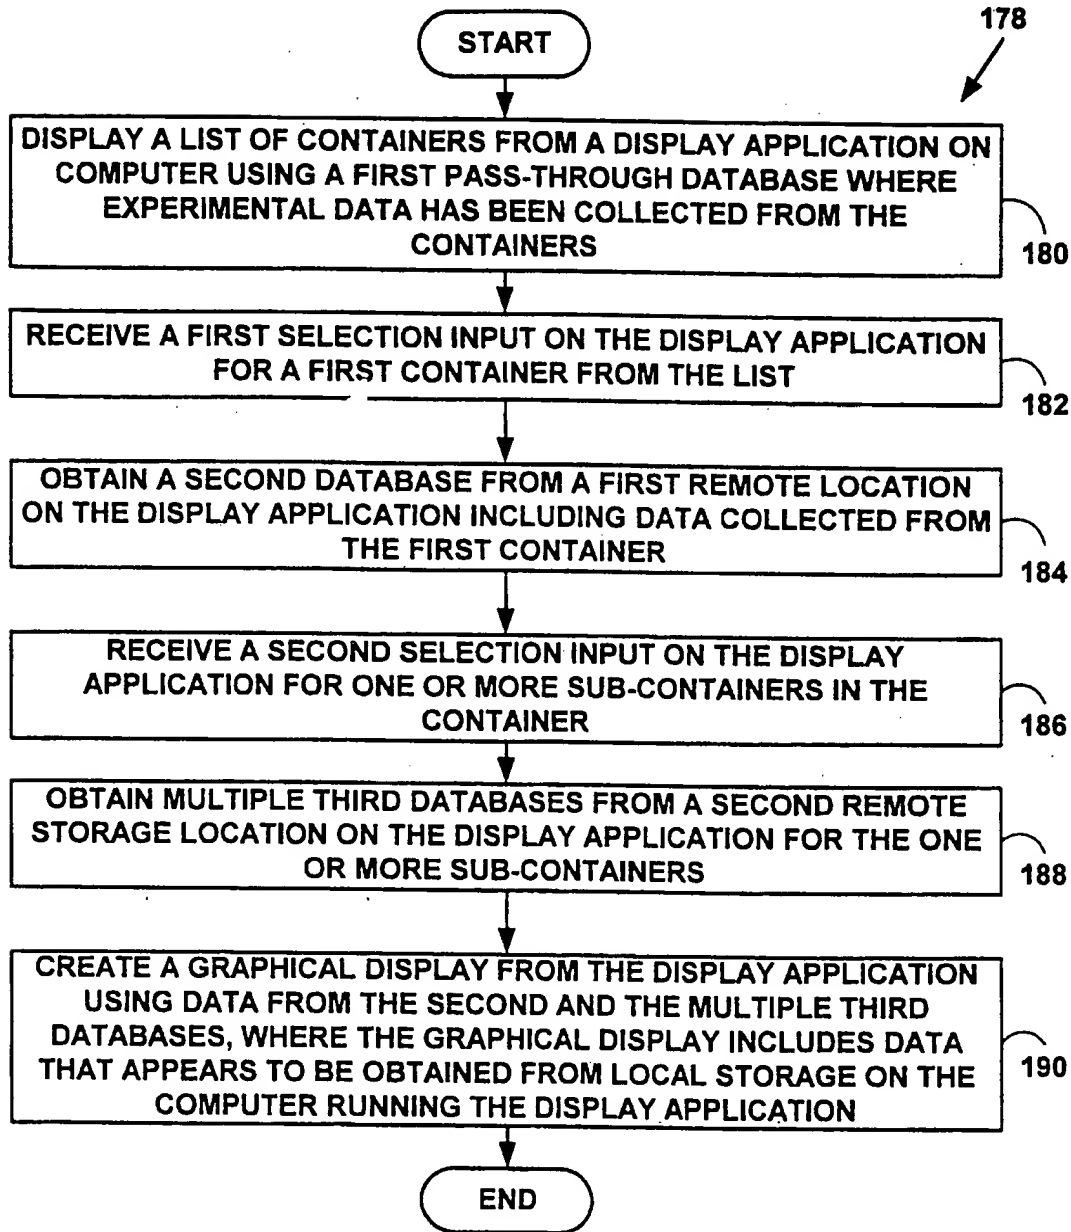 START
178
DISPLAY A LIST OF CONTAINERS FROM A DISPLAY APPLICATION ON
COMPUTER USING A FIRST PASS-THROUGH DATABASE WHERE
EXPERIMENTAL DATA HAS BEEN COLLECTED FROM THE
CONTAINERS
180
RECEIVE A FIRST SELECTION INPUT ON THE DISPLAY APPLICATION
FOR A FIRST CONTAINER FROM THE LIST
182
OBTAIN A SECOND DATABASE FROM A FIRST REMOTE LOCATION
ON THE DISPLAY APPLICATION INCLUDING DATA COLLECTED FROM
THE FIRST CONTAINER
184
RECEIVE A SECOND SELECTION INPUT ON THE DISPLAY
APPLICATION FOR ONE OR MORE SUB-CONTAINERS IN THE
CONTAINER
186
OBTAIN MULTIPLE THIRD DATABASES FROM A SECOND REMOTE
STORAGE LOCATION ON THE DISPLAY APPLICATION FOR THE ONE
OR MORE SUB-CONTAINERS
188
CREATE A GRAPHICAL DISPLAY FROM THE DISPLAY APPLICATION
USING DATA FROM THE SECOND AND THE MULTIPLE THIRD
DATABASES, WHERE THE GRAPHICAL DISPLAY INCLUDES DATA
THAT APPEARS TO BE OBTAINED FROM LOCAL STORAGE ON THE
COMPUTER RUNNING THE DISPLAY APPLICATION
190
END